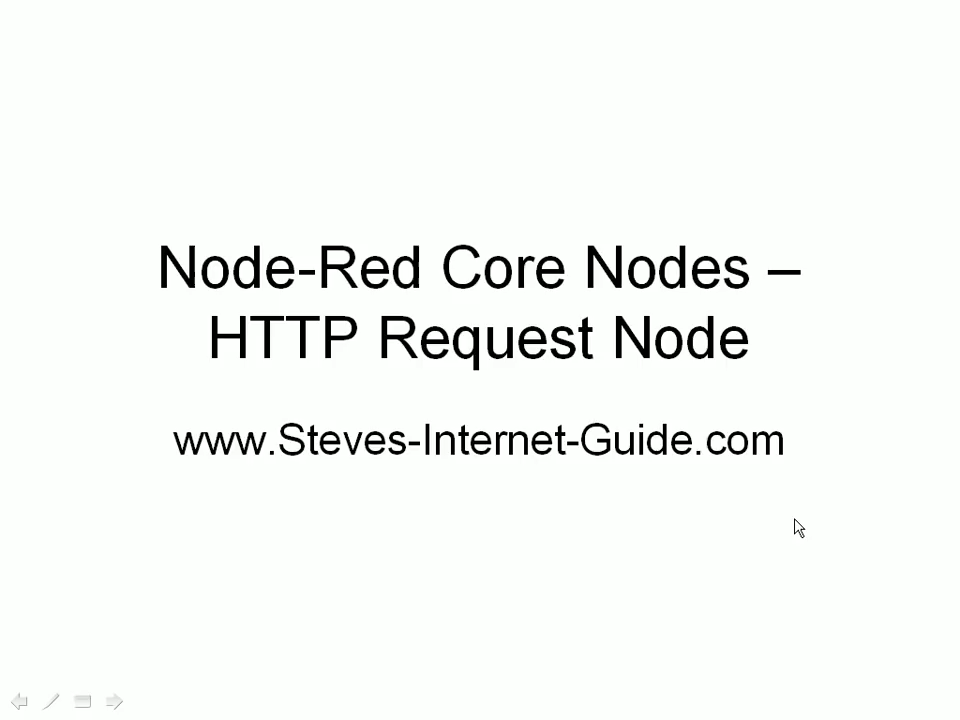 Node-Red Core Nodes –
HTTP Request Node
www.Steves-Internet-Guide.com